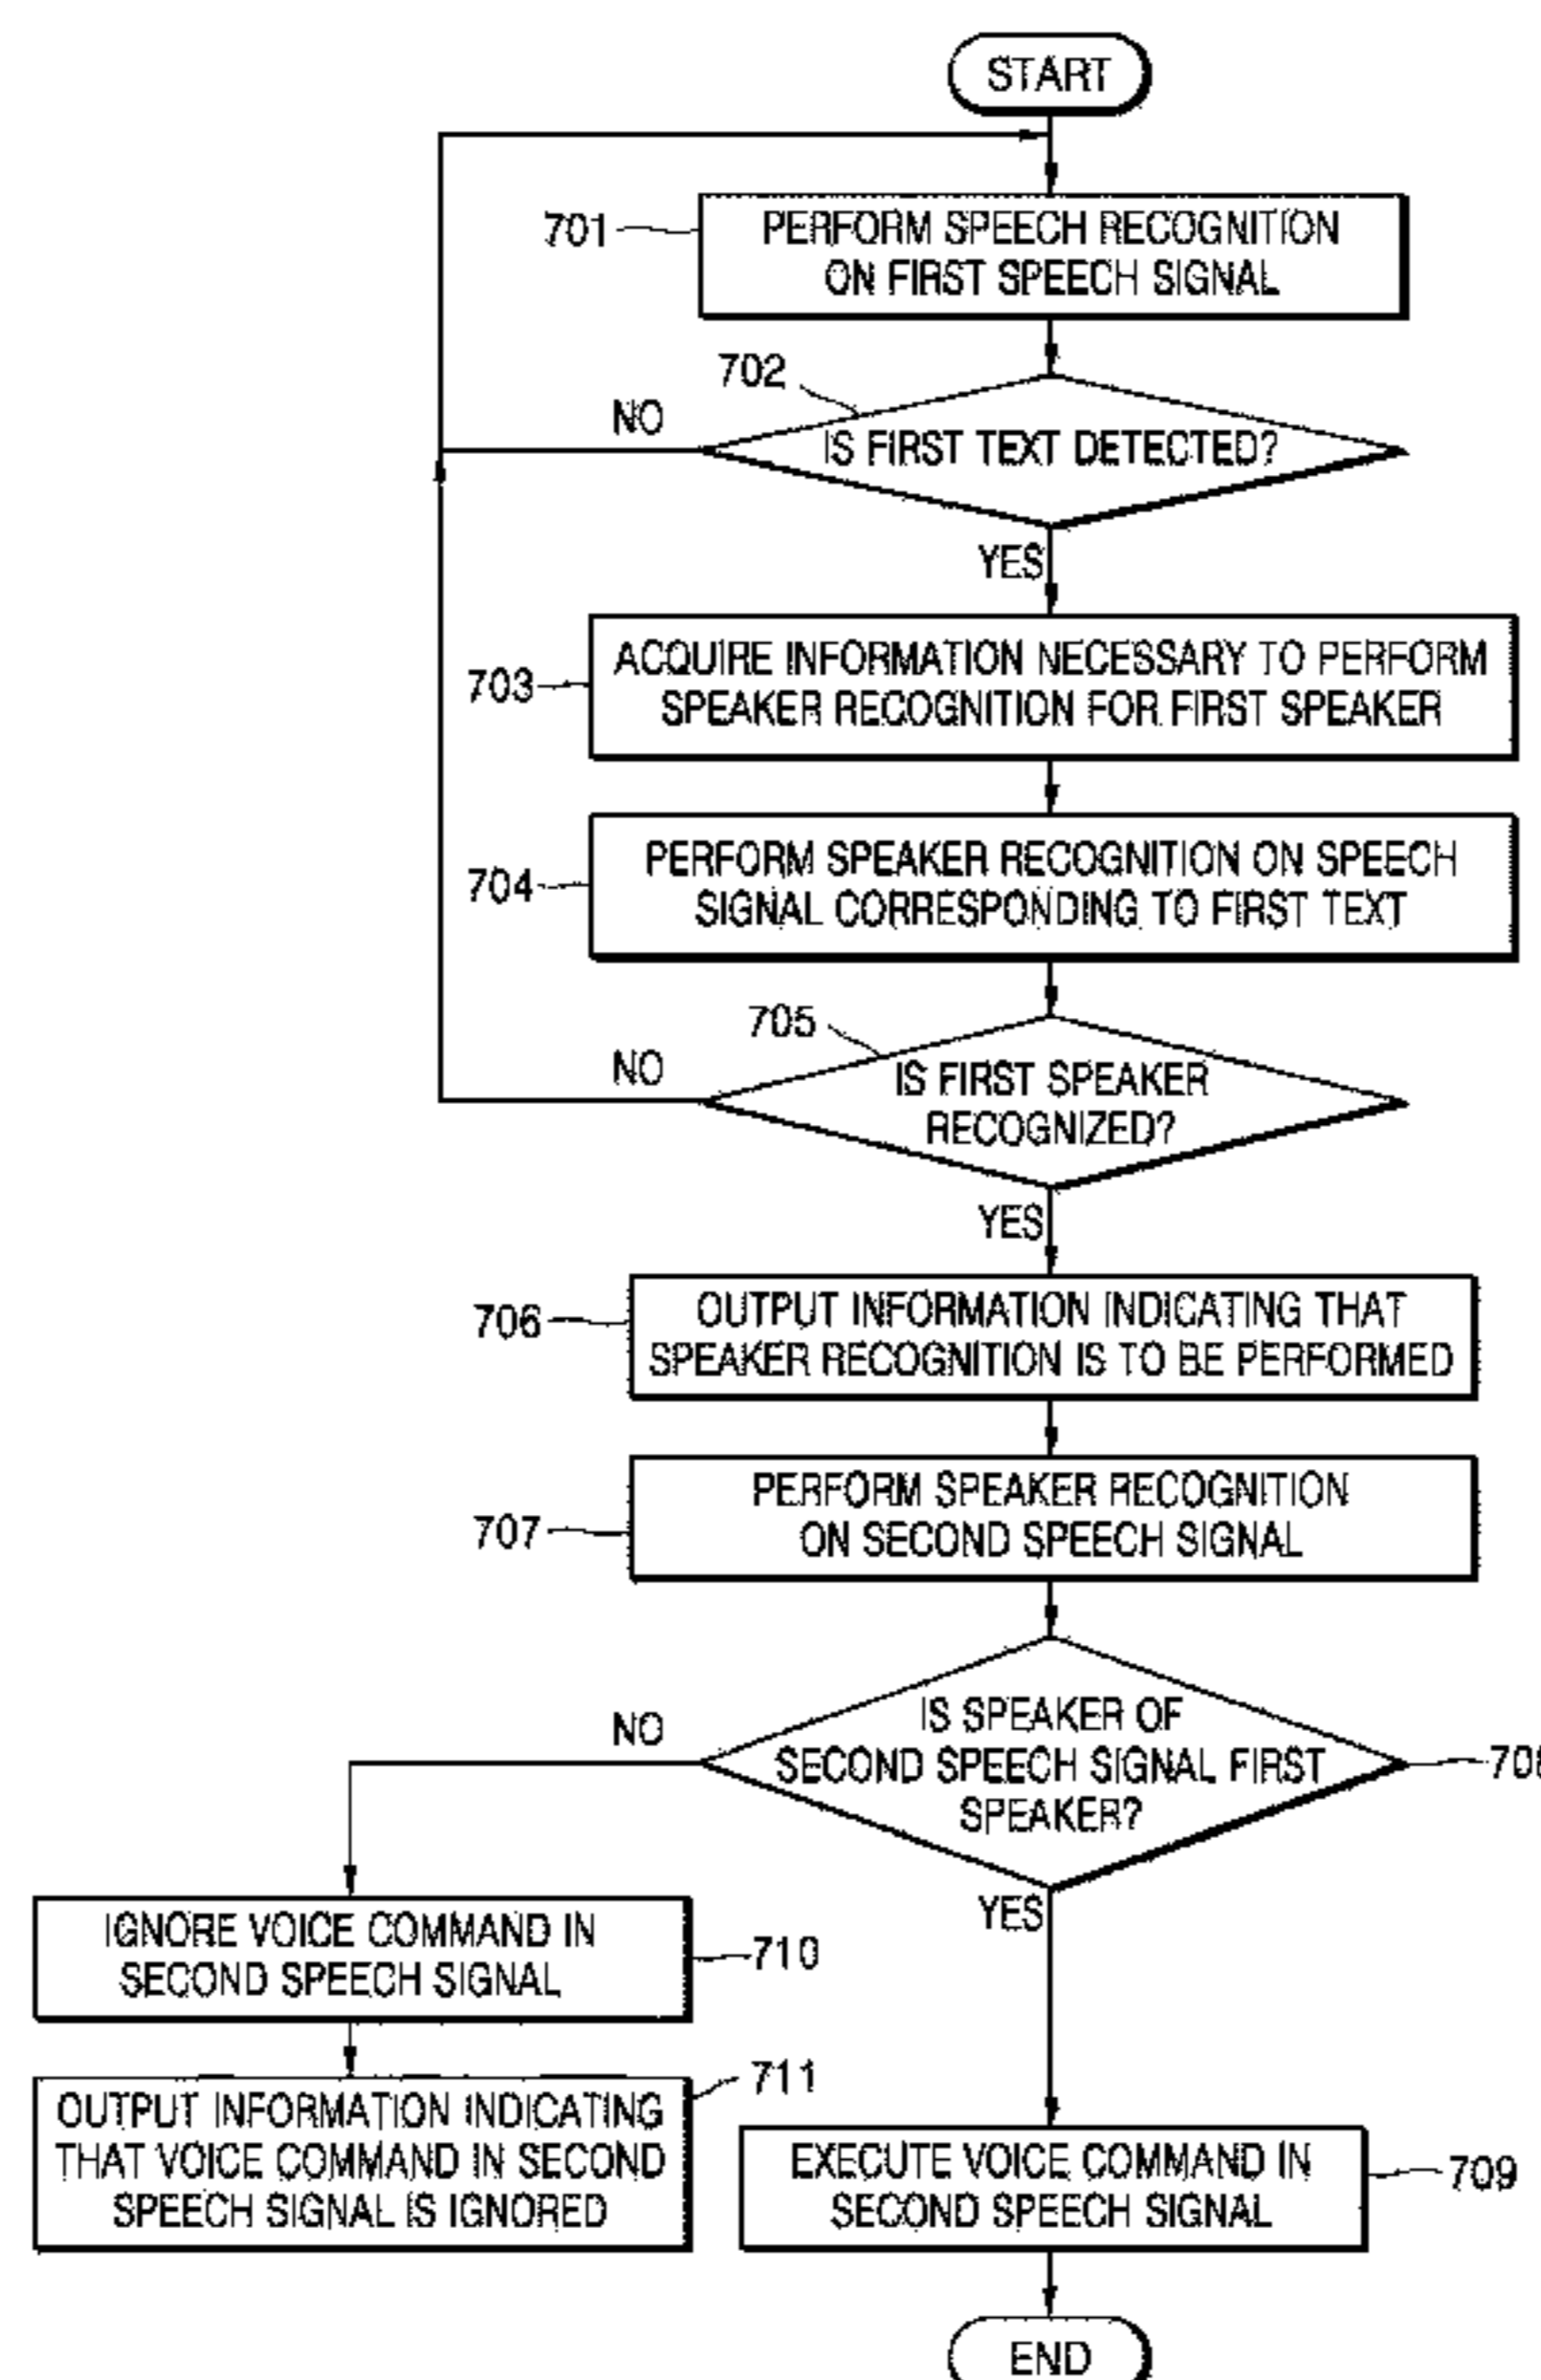 START
701
PERFORM SPEECH RECOGNITION
ON FIRST SPEECH SIGNAL
702
NO
IS FIRST TEXT DETECTED?
YES
703
ACQUIRE INFORMATION NECESSARY TO PERFORM
SPEAKER RECOGNITION FOR FIRST SPEAKER
704
PERFORM SPEAKER RECOGNITION ON SPEECH
SIGNAL CORRESPONDING TO FIRST TEXT
705
NO
IS FIRST SPEAKER
RECOGNIZED?
YES
706
OUTPUT INFORMATION INDICATING THAT
SPEAKER RECOGNITION IS TO BE PERFORMED
707
PERFORM SPEAKER RECOGNITION
ON SECOND SPEECH SIGNAL
NO
IS SPEAKER OF
SECOND SPEECH SIGNAL FIRST
SPEAKER?
YES
IGNORE VOICE COMMAND IN
SECOND SPEECH SIGNAL
710
711
OUTPUT INFORMATION INDICATING
THAT VOICE COMMAND IN SECOND
SPEECH SIGNAL IS IGNORED
EXECUTE VOICE COMMAND IN
SECOND SPEECH SIGNAL
709
END